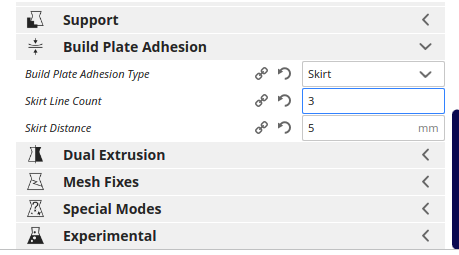 Support
Build Plate Adhesion
Build Plate Adhesion Type Skirt
Skirt Line Count 3
Skirt Distance 5 mm
Dual Extrusion
Mesh Fixes
Special Modes
Experimental